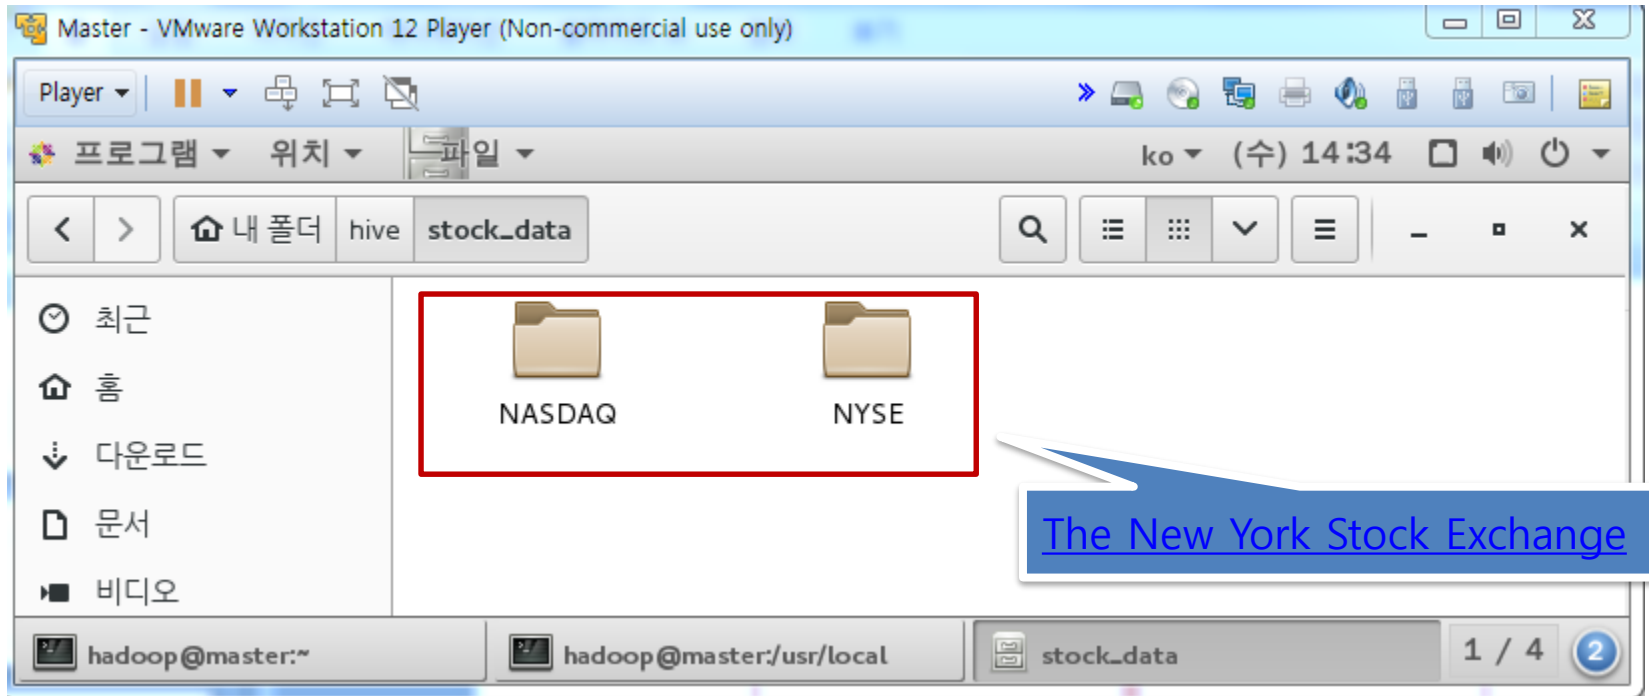 Master - VMware Workstation 12 Player (Non-commercial use only)
Player
프로그램 위치 파일 ko (수) 14:34
내 폴더 hive stock_data
최근
홈
NASDAQ NYSE
다운로드
문서
The New York Stock Exchange
비디오
hadoop@master:~ hadoop@master:/usr/local stock_data 1 / 4 2